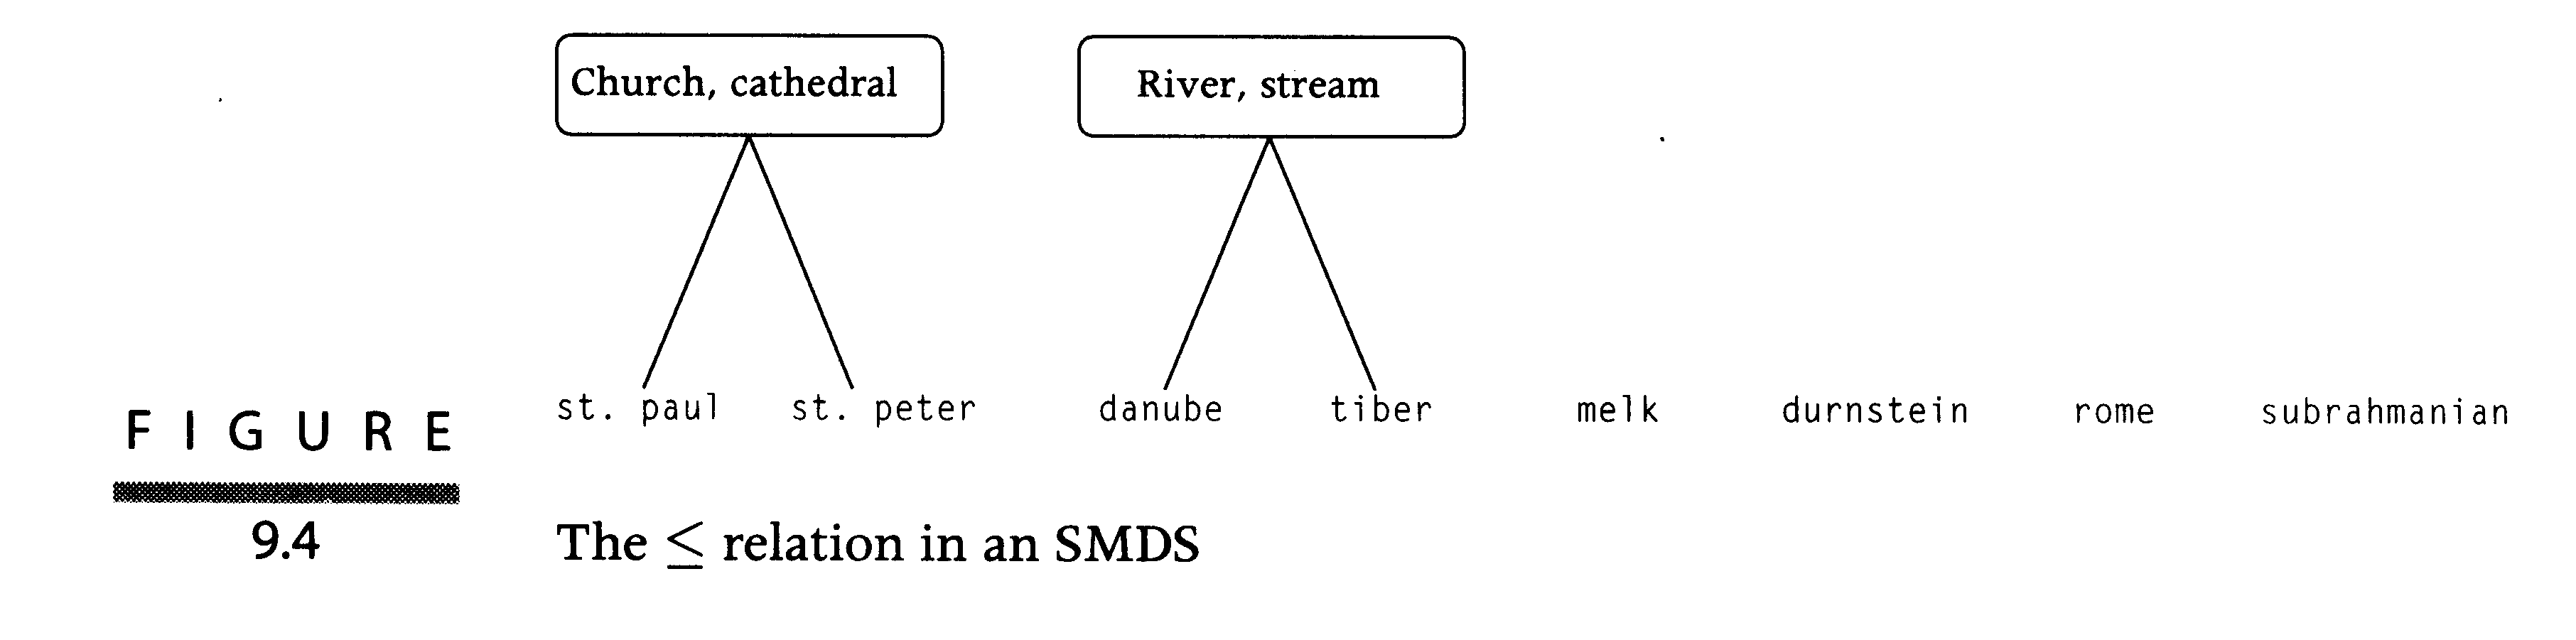 Church, cathedral
River, stream
st. paul st. peter danube tiber melk durnstein rome subrahmanian
FIGURE
9.4
The ≤ relation in an SMDS